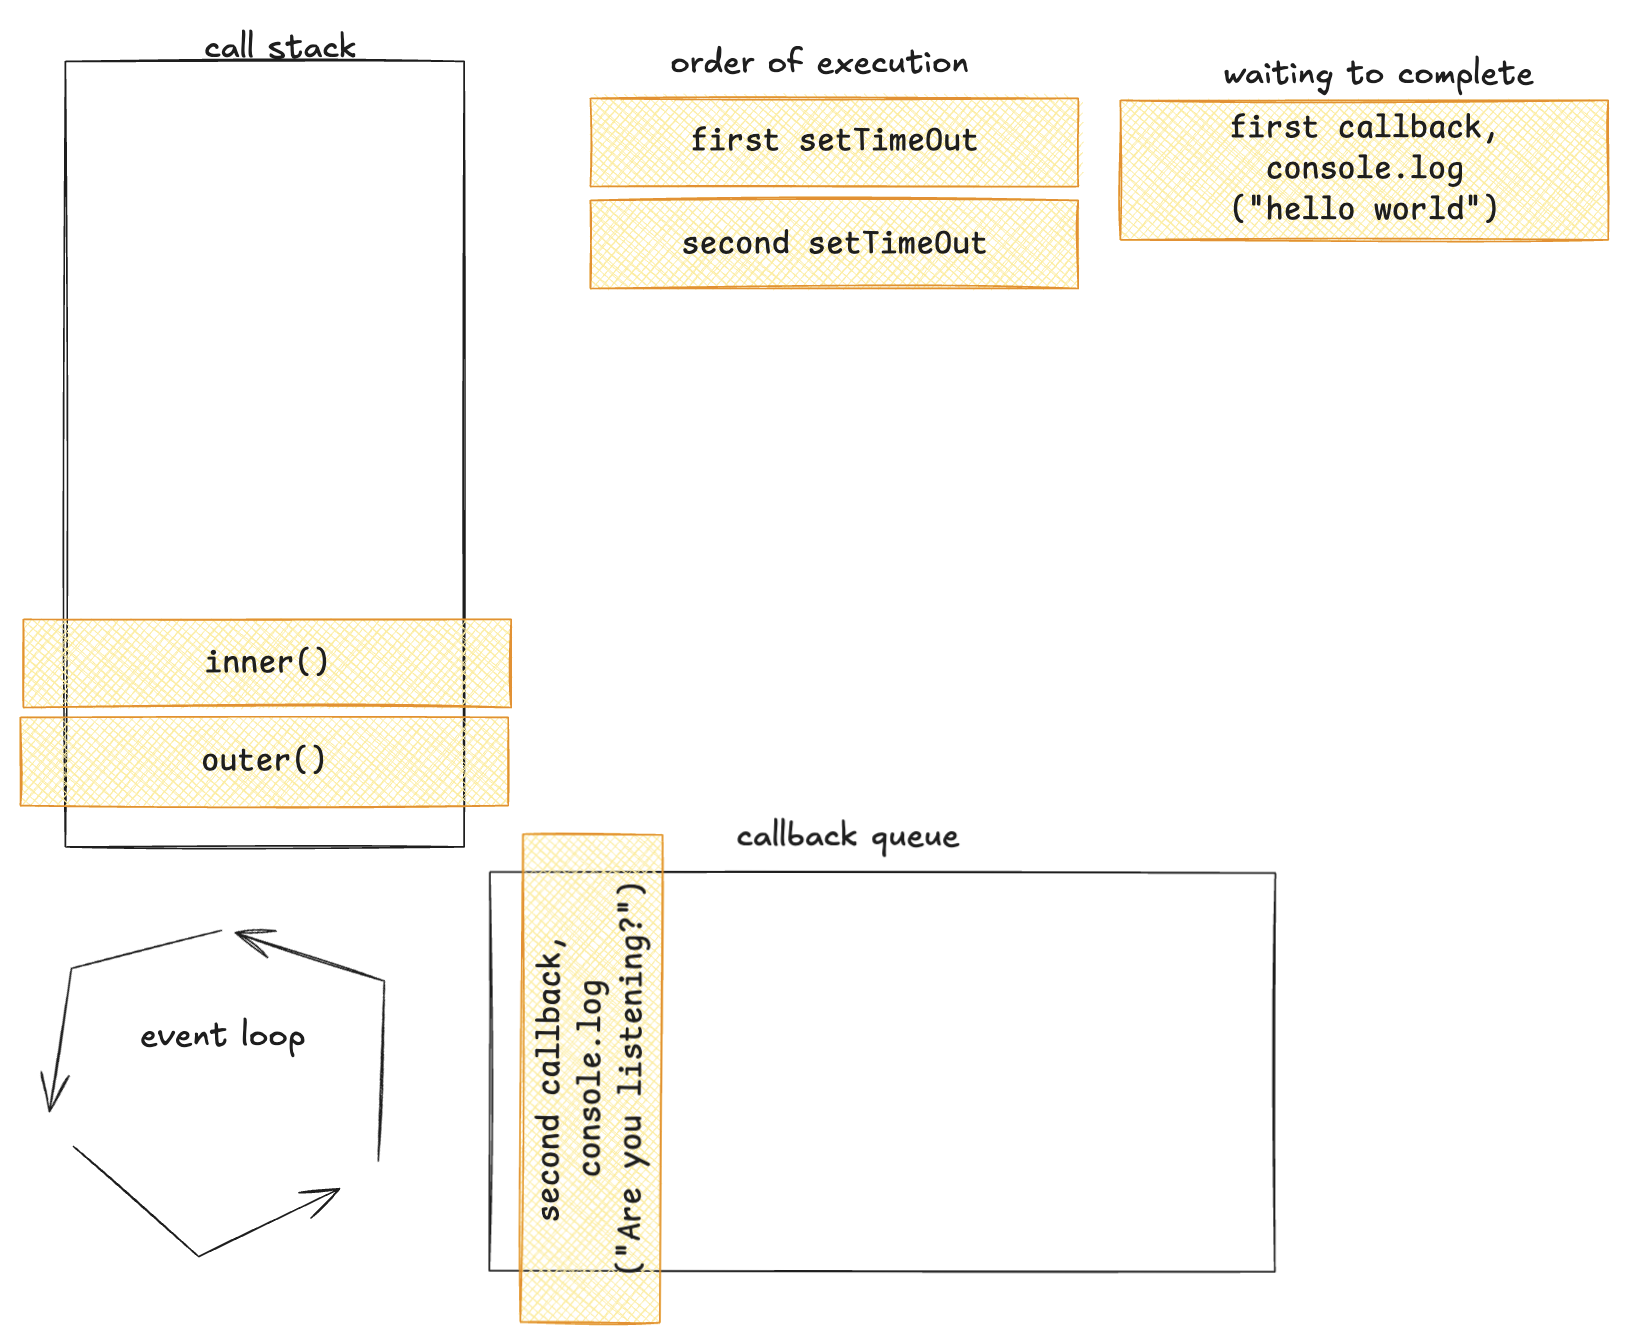 call stack
order of execution
waiting to complete
first setTimeOut
first callback,
console.log
("hello world")
second setTimeOut
inner()
outer()
callback queue
second callback,
console.log
("Are you listening?")
event loop